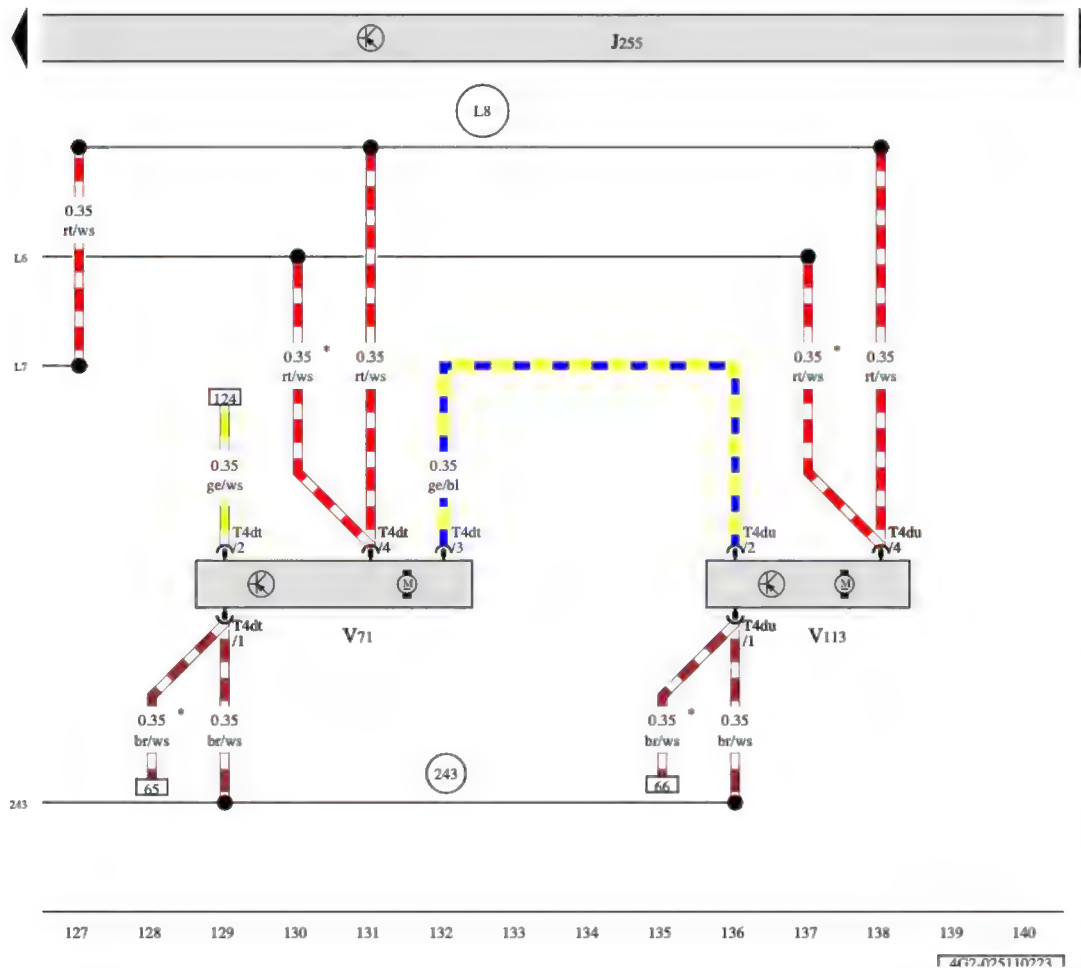 J255
L8
0.35
rt/ws
L6
0.35 * 0.35 0.35 * 0.35
rt/ws rt/ws rt/ws rt/ws
L7
124
0.35 0.35
ge/ws ge/bl
T4dt T4dt T4dt T4du T4du
/2 /4 /3 /2 /4
M M
T4dt T4du
/1 /1
V71 V113
0.35 * 0.35 0.35 * 0.35
br/ws br/ws br/ws br/ws
243
65 66
243
127 128 129 130 131 132 133 134 135 136 137 138 139 140
4G2-025110223